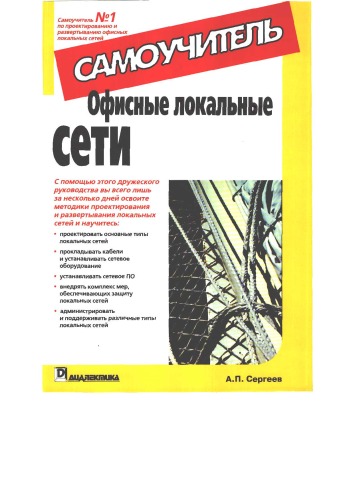 Самоучитель №1
по проектированию и
развертыванию офисных
локальных сетей
САМОУЧИТЕЛЬ
Офисные локальные
сети
С помощью этого дружеского
руководства вы всего лишь
за несколько дней освоите
методики проектирования
и развертывания локальных
сетей и научитесь:
• проектировать основные типы
локальных сетей
• прокладывать кабели
и устанавливать сетевое
оборудование
• устанавливать сетевое ПО
• внедрять комплекс мер,
обеспечивающих защиту
локальных сетей
• администрировать
и поддерживать различные типы
локальных сетей
ДИАЛЕКТИКА
А.П. Сергеев